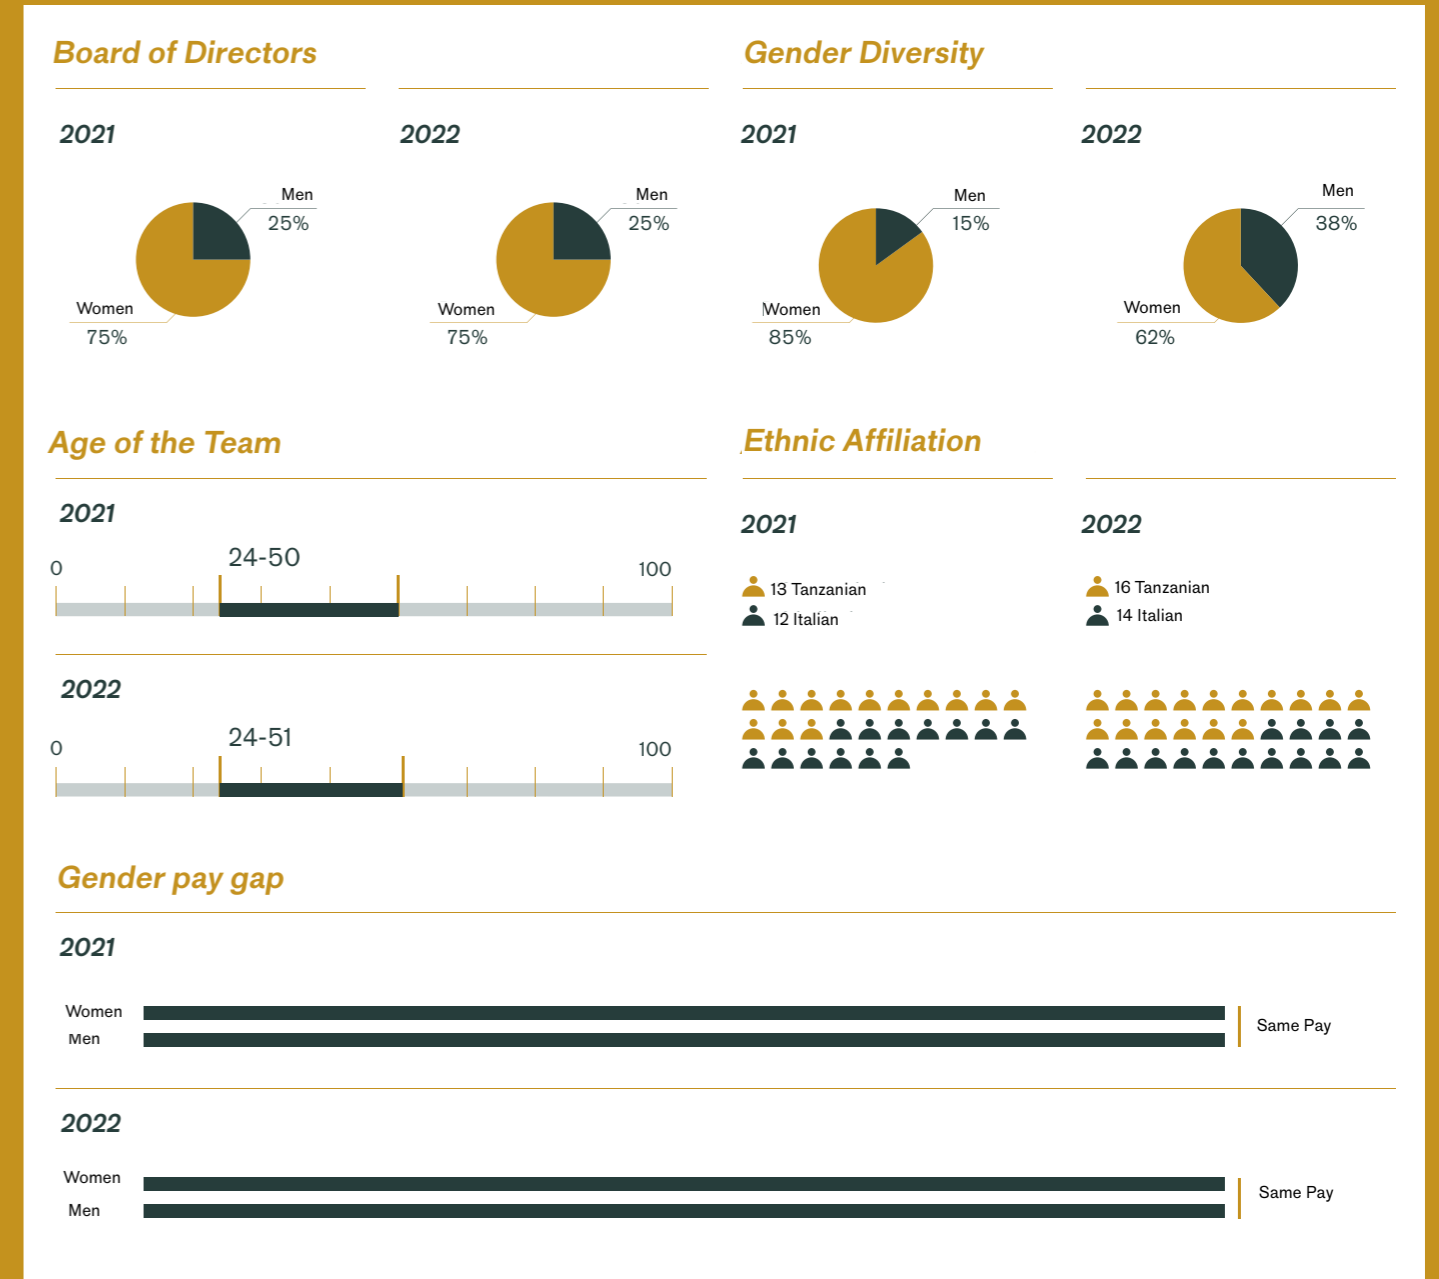 Board of Directors
2021
Men
25%
Women
75%
2022
Men
25%
Women
75%
Gender Diversity
2021
Men
15%
Women
85%
2022
Men
38%
Women
62%
Age of the Team
2021
0
24-50
100
2022
0
24-51
100
Ethnic Affiliation
2021
13 Tanzanian
12 Italian
2022
16 Tanzanian
14 Italian
Gender pay gap
2021
Women
Men
Same Pay
2022
Women
Men
Same Pay